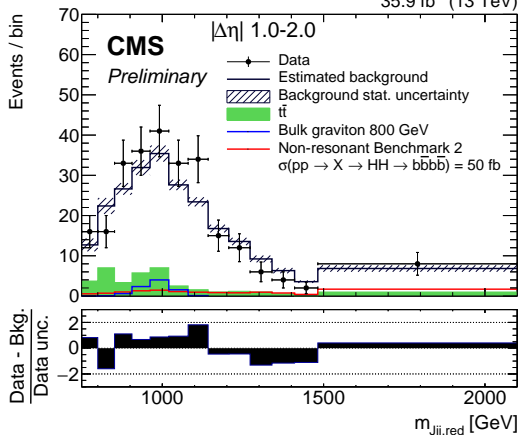 35.9 fb (13 TeV)
|Δη| 1.0-2.0
CMS
Preliminary
Data
Estimated background
Background stat. uncertainty
tt̄
Bulk graviton 800 GeV
Non-resonant Benchmark 2
σ(pp → X → HH → bb̄bb̄) = 50 fb
Events / bin
70
60
50
40
30
20
10
0
Data - Bkg.
Data unc.
2
0
−2
1000
1500
2000
m_Jjj,red [GeV]